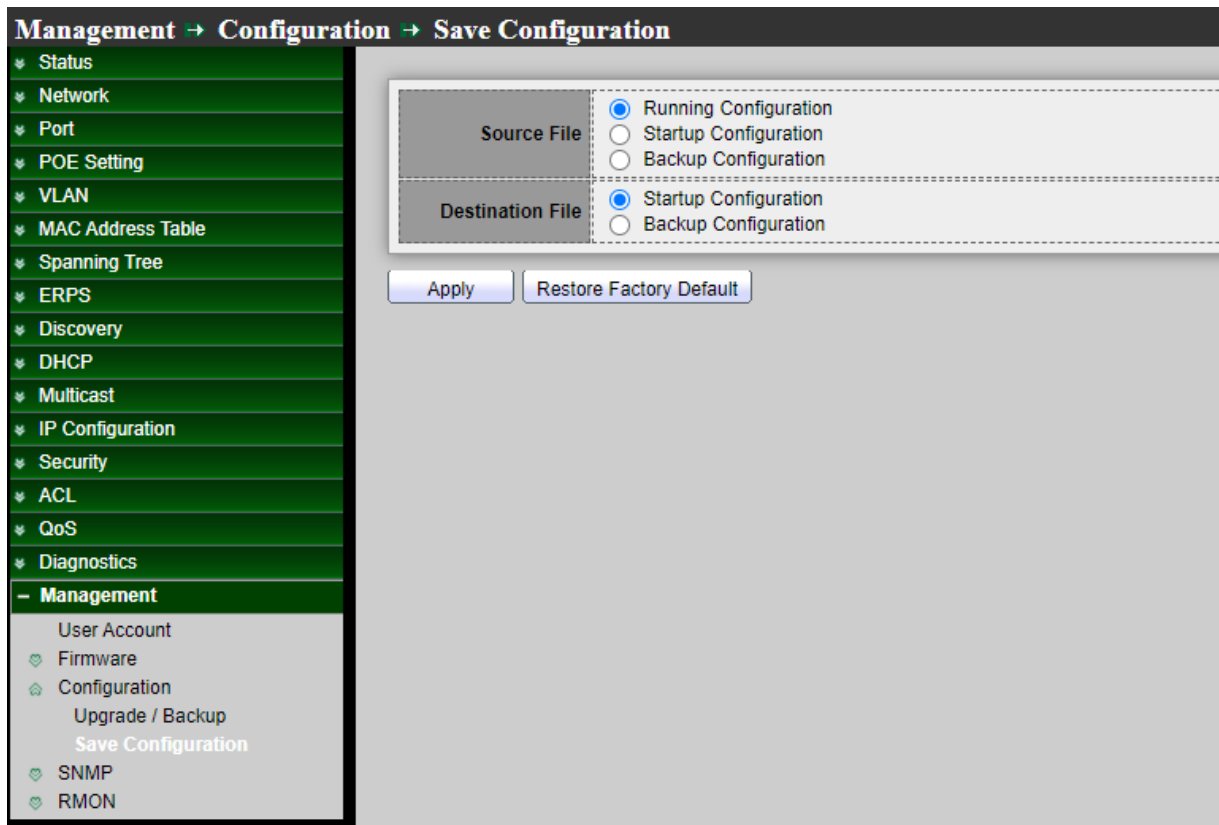 Management → Configuration → Save Configuration
Status
Network
Port
POE Setting
VLAN
MAC Address Table
Spanning Tree
ERPS
Discovery
DHCP
Multicast
IP Configuration
Security
ACL
QoS
Diagnostics
Management
User Account
Firmware
Configuration
Upgrade / Backup
Save Configuration
SNMP
RMON
Source File
Running Configuration
Startup Configuration
Backup Configuration
Destination File
Startup Configuration
Backup Configuration
Apply
Restore Factory Default